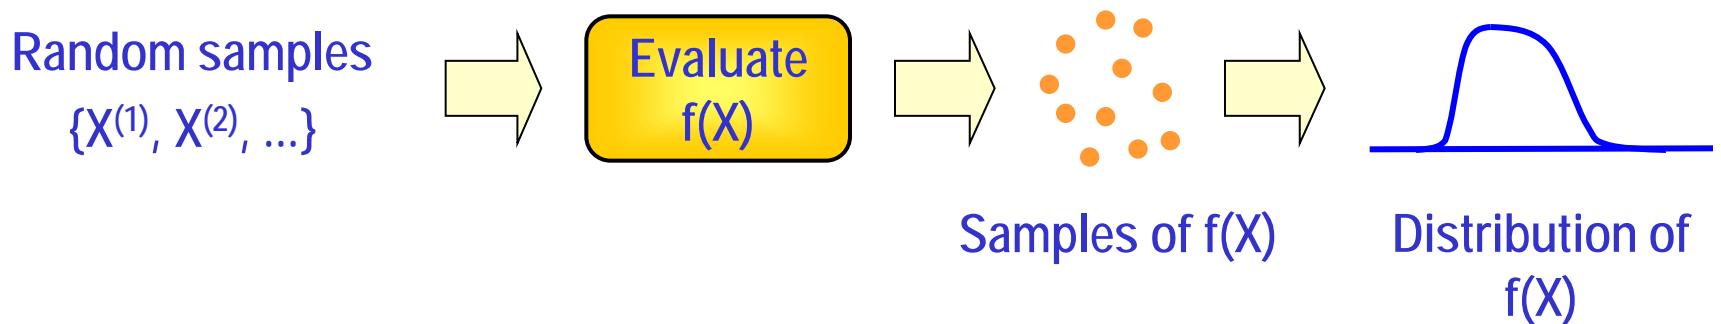 Random samples
{X⁽¹⁾, X⁽²⁾, ...}
Evaluate
f(X)
Samples of f(X)
Distribution of
f(X)